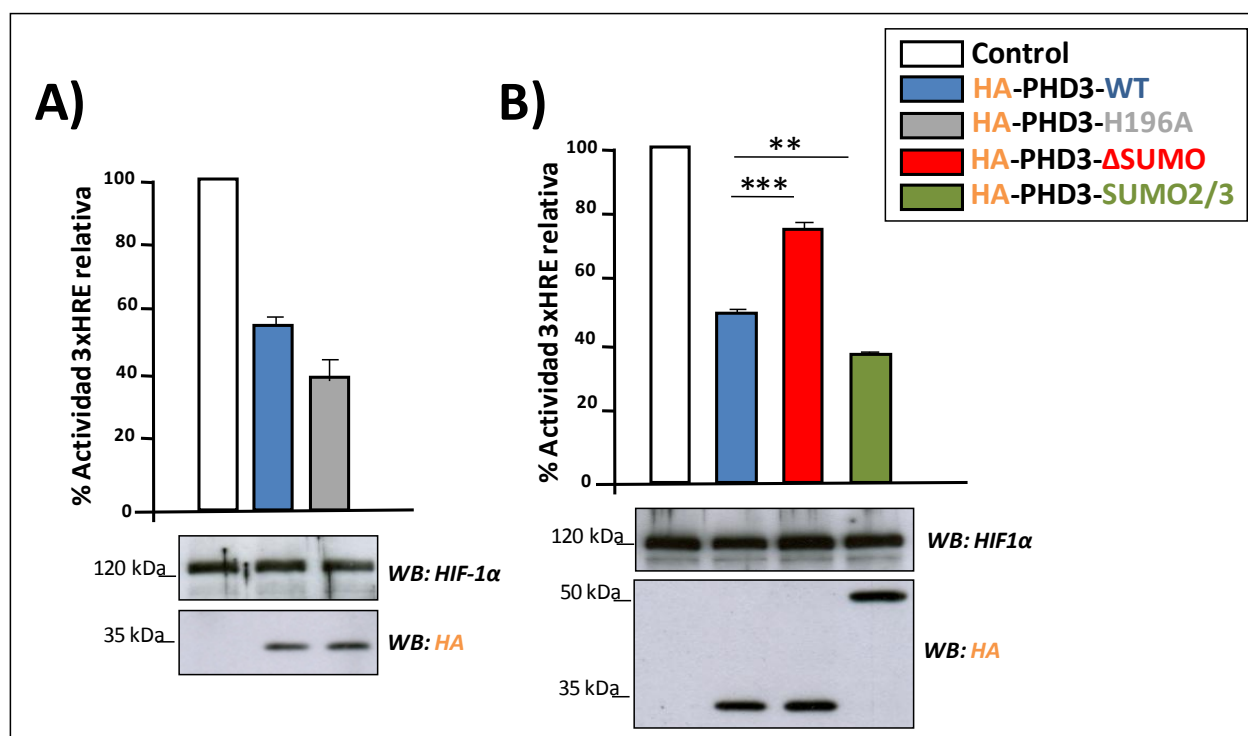 Control
HA-PHD3-WT
HA-PHD3-H196A
HA-PHD3-ΔSUMO
HA-PHD3-SUMO2/3
A)
% Actividad 3xHRE relativa
100
80
60
40
20
0
120 kDa
WB: HIF-1α
35 kDa
WB: HA
B)
% Actividad 3xHRE relativa
100
80
60
40
20
0
**
***
120 kDa
WB: HIF1α
50 kDa
35 kDa
WB: HA